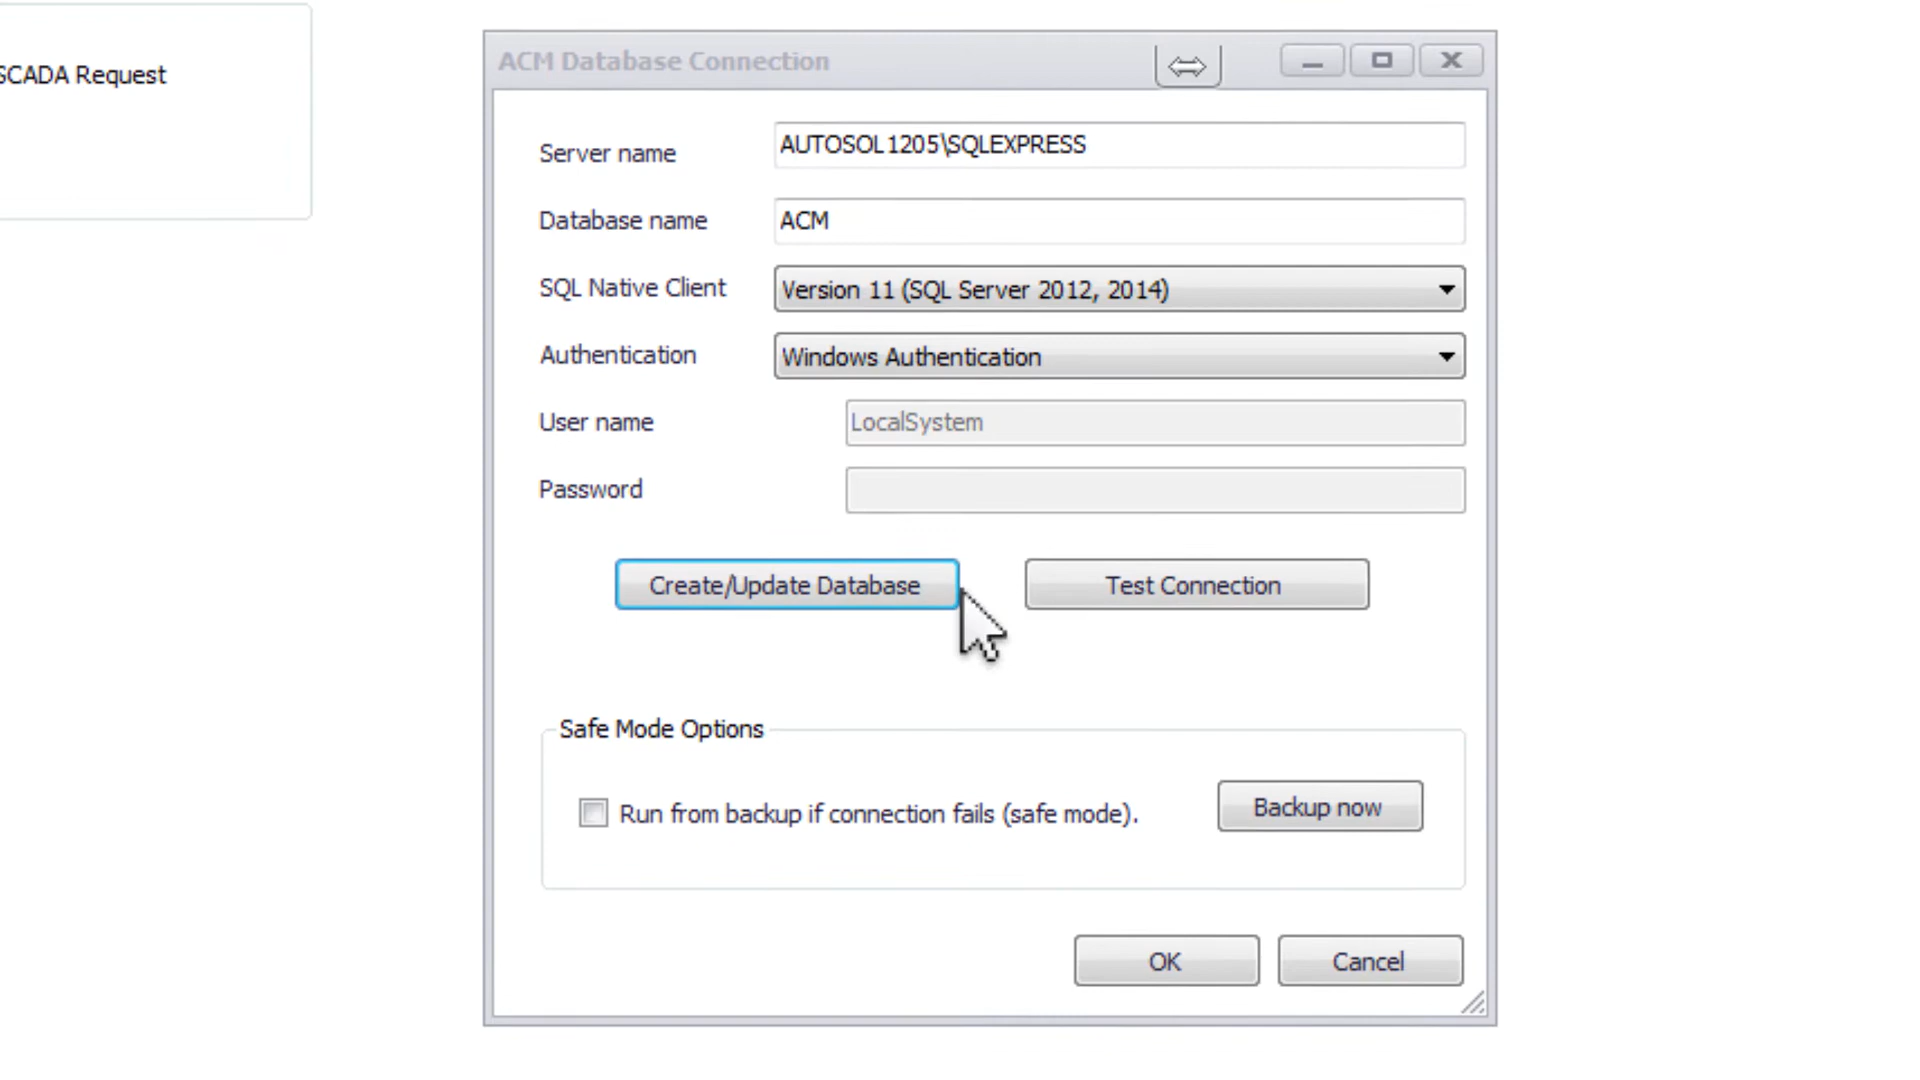 SCADA Request
ACM Database Connection
Server name
AUTOSOL1205\SQLEXPRESS
Database name
ACM
SQL Native Client
Version 11 (SQL Server 2012, 2014)
Authentication
Windows Authentication
User name
LocalSystem
Password
Create/Update Database
Test Connection
Safe Mode Options
Run from backup if connection fails (safe mode).
Backup now
OK
Cancel